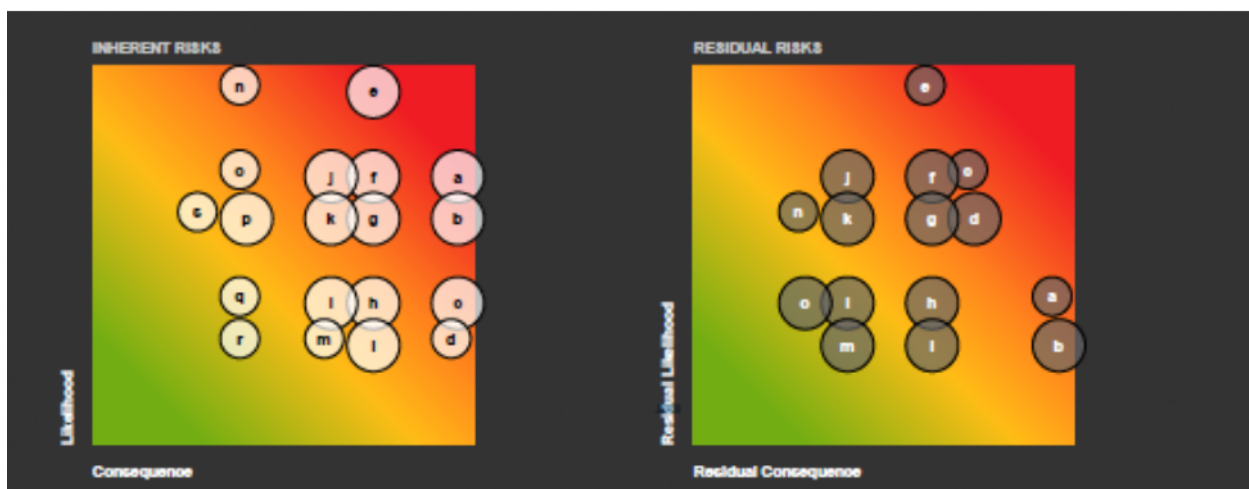 INHERENT RISKS
RESIDUAL RISKS
n
e
e
o
j
f
a
s
p
k
g
b
q
l
h
o
r
m
l
d
j
f
o
n
k
g
d
o
l
h
a
m
l
b
Likelihood
Consequence
Residual Likelihood
Residual Consequence